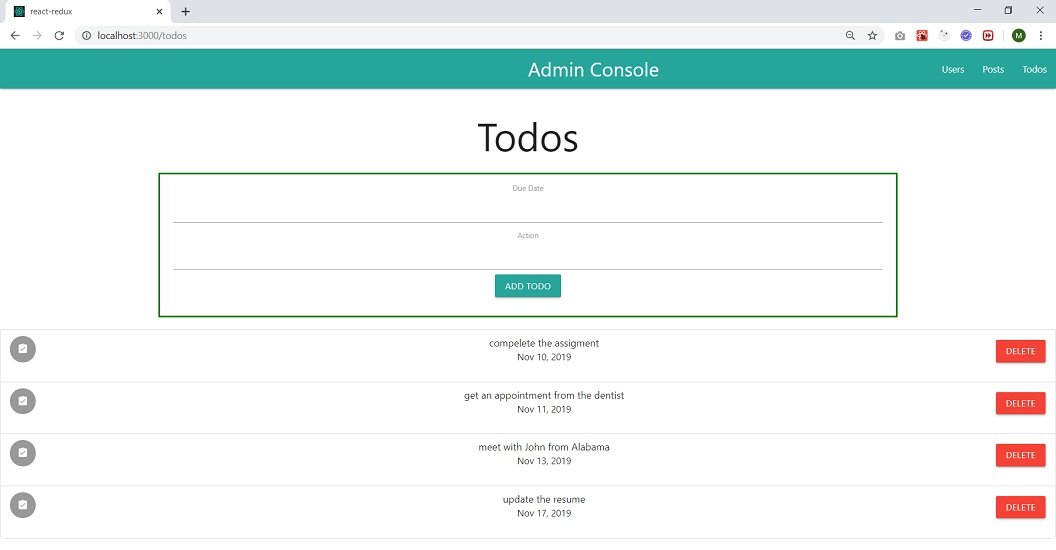 react-redux
localhost:3000/todos
M
Admin Console
Users Posts Todos
Todos
Due Date
Action
ADD TODO
compelete the assigment
Nov 10, 2019
DELETE
get an appointment from the dentist
Nov 11, 2019
DELETE
meet with John from Alabama
Nov 13, 2019
DELETE
update the resume
Nov 17, 2019
DELETE